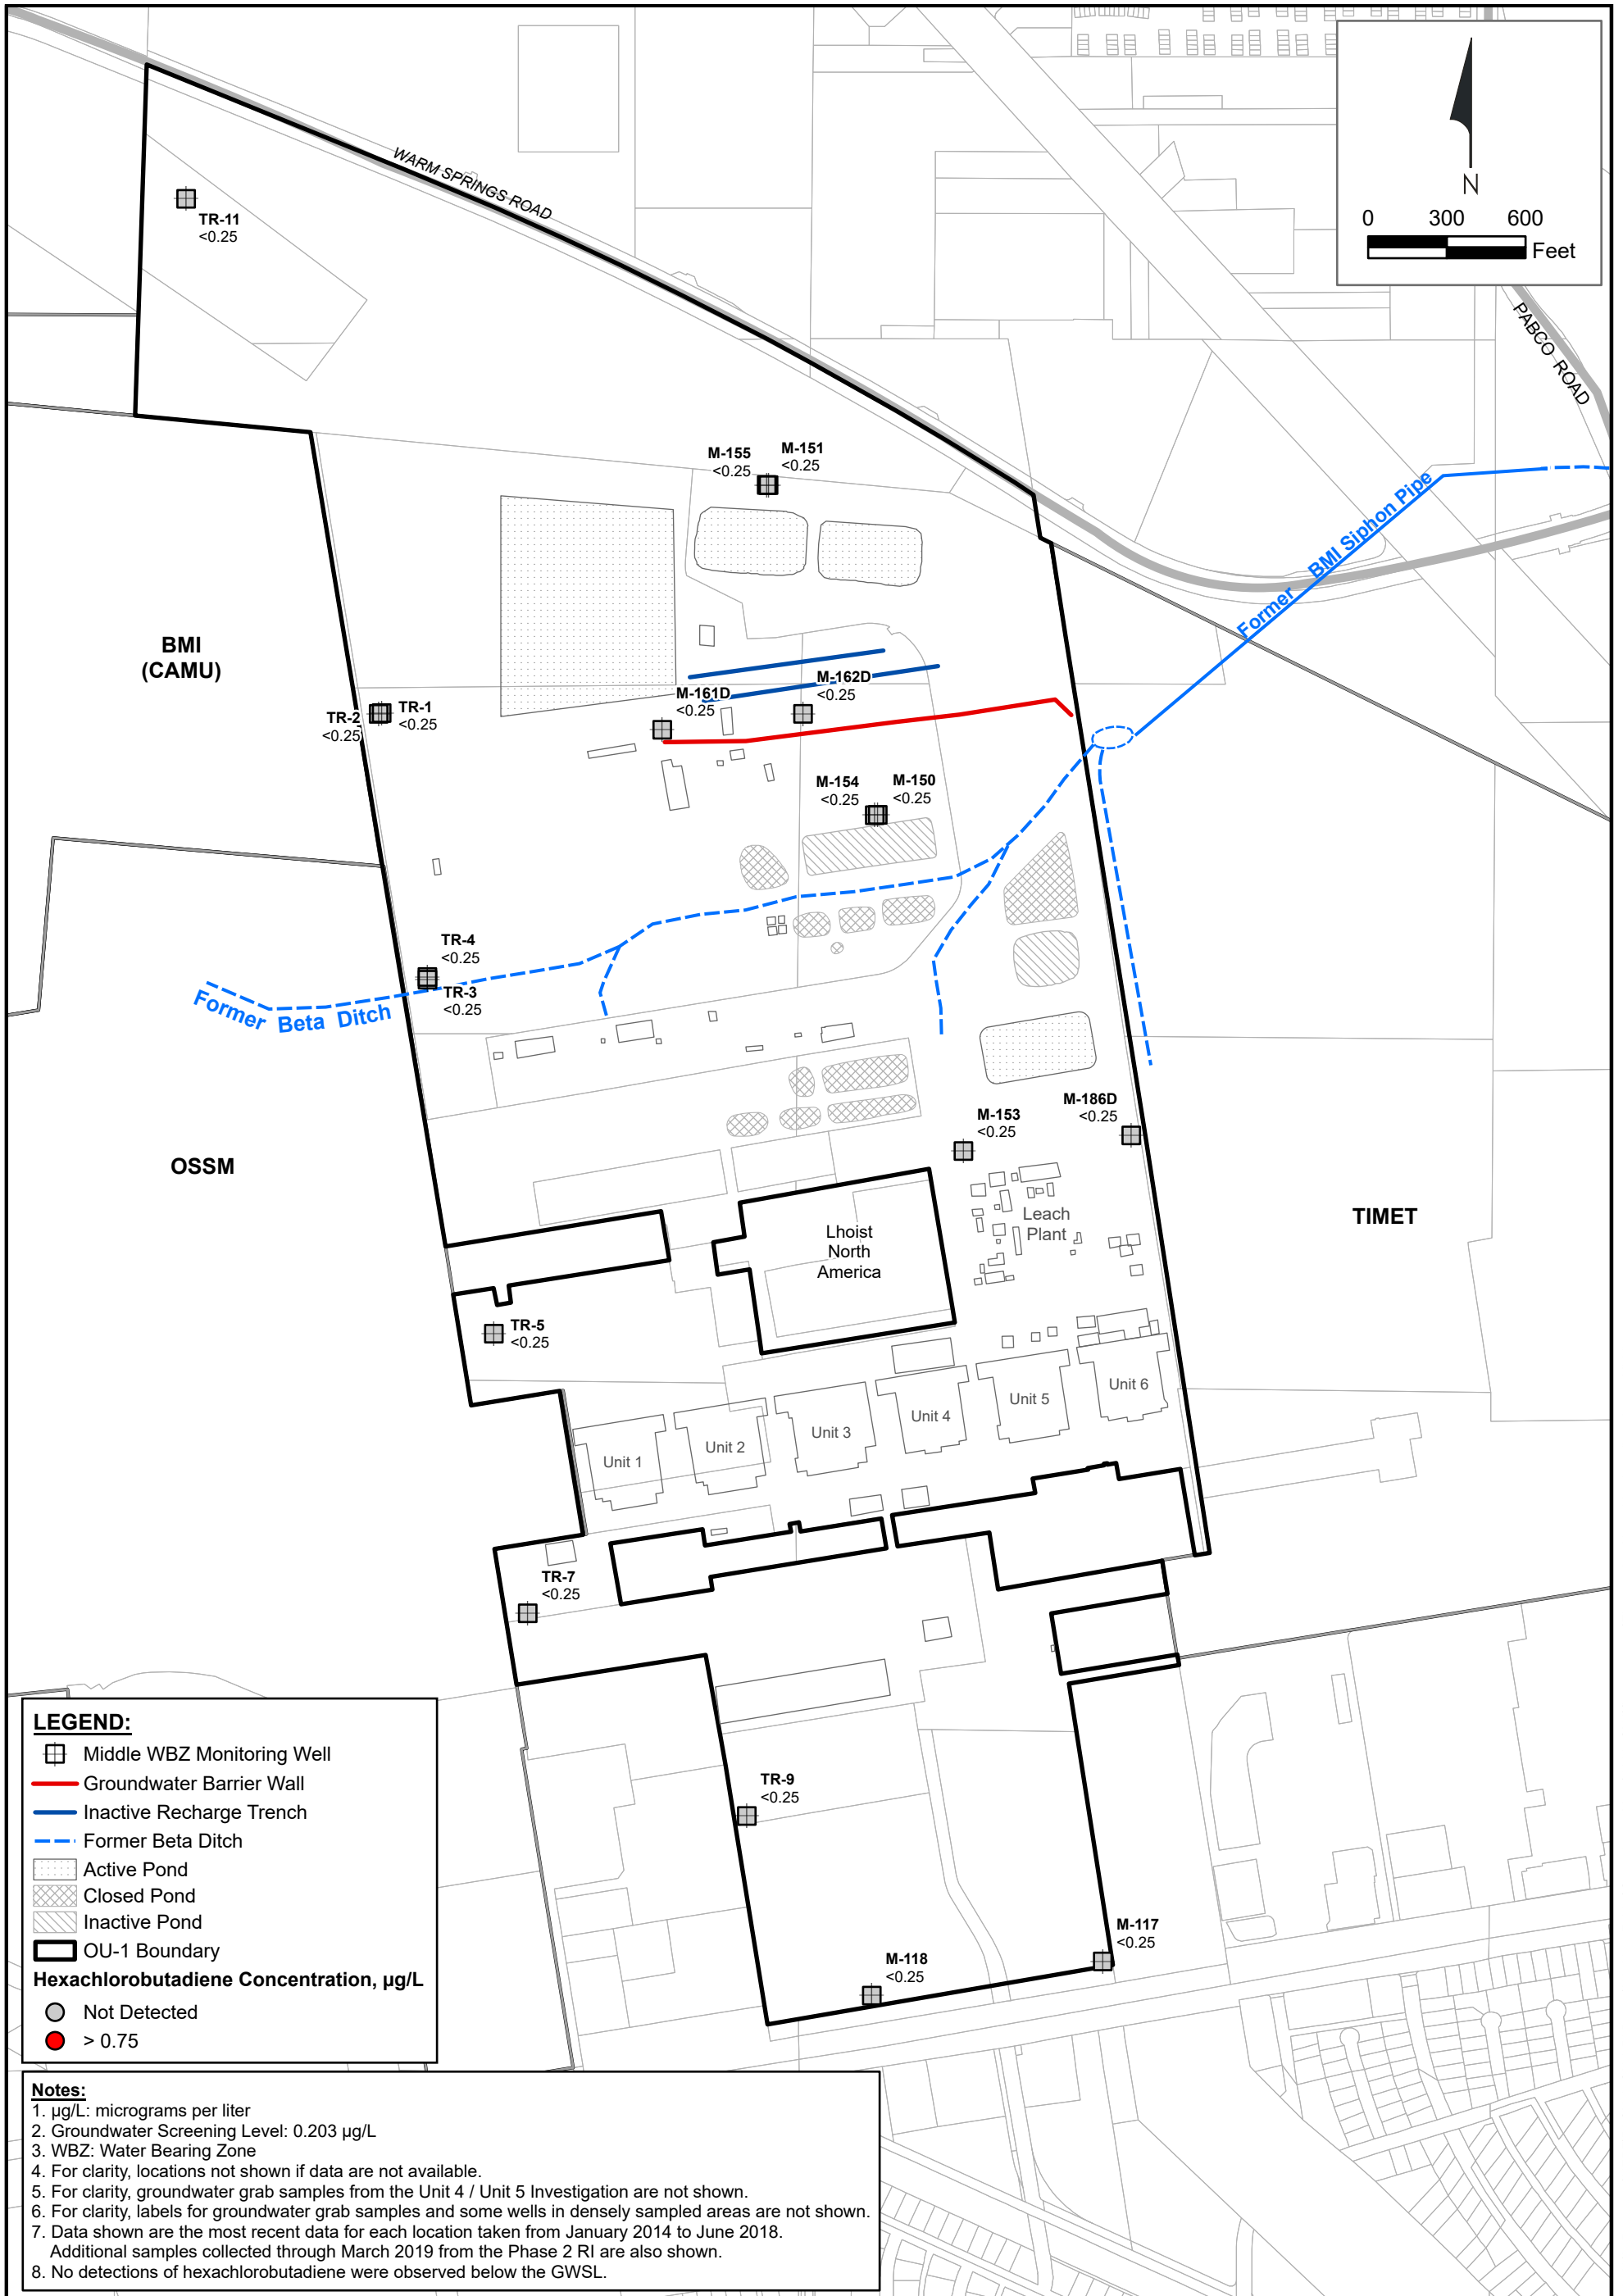 WARM SPRINGS ROAD
N
0 300 600
Feet
PABCO ROAD
TR-11
<0.25
M-155
<0.25
M-151
<0.25
Former BMI Siphon Pipe
BMI
(CAMU)
M-161D
<0.25
M-162D
<0.25
TR-2
<0.25
TR-1
<0.25
M-154
<0.25
M-150
<0.25
TR-4
<0.25
TR-3
<0.25
Former Beta Ditch
M-186D
<0.25
M-153
<0.25
OSSM
TIMET
Leach
Plant
Lhoist
North
America
TR-5
<0.25
Unit 1
Unit 2
Unit 3
Unit 4
Unit 5
Unit 6
TR-7
<0.25
TR-9
<0.25
M-117
<0.25
M-118
<0.25
LEGEND:
Middle WBZ Monitoring Well
Groundwater Barrier Wall
Inactive Recharge Trench
Former Beta Ditch
Active Pond
Closed Pond
Inactive Pond
OU-1 Boundary
Hexachlorobutadiene Concentration, µg/L
Not Detected
> 0.75
Notes:
1. µg/L: micrograms per liter
2. Groundwater Screening Level: 0.203 µg/L
3. WBZ: Water Bearing Zone
4. For clarity, locations not shown if data are not available.
5. For clarity, groundwater grab samples from the Unit 4 / Unit 5 Investigation are not shown.
6. For clarity, labels for groundwater grab samples and some wells in densely sampled areas are not shown.
7. Data shown are the most recent data for each location taken from January 2014 to June 2018.
Additional samples collected through March 2019 from the Phase 2 RI are also shown.
8. No detections of hexachlorobutadiene were observed below the GWSL.